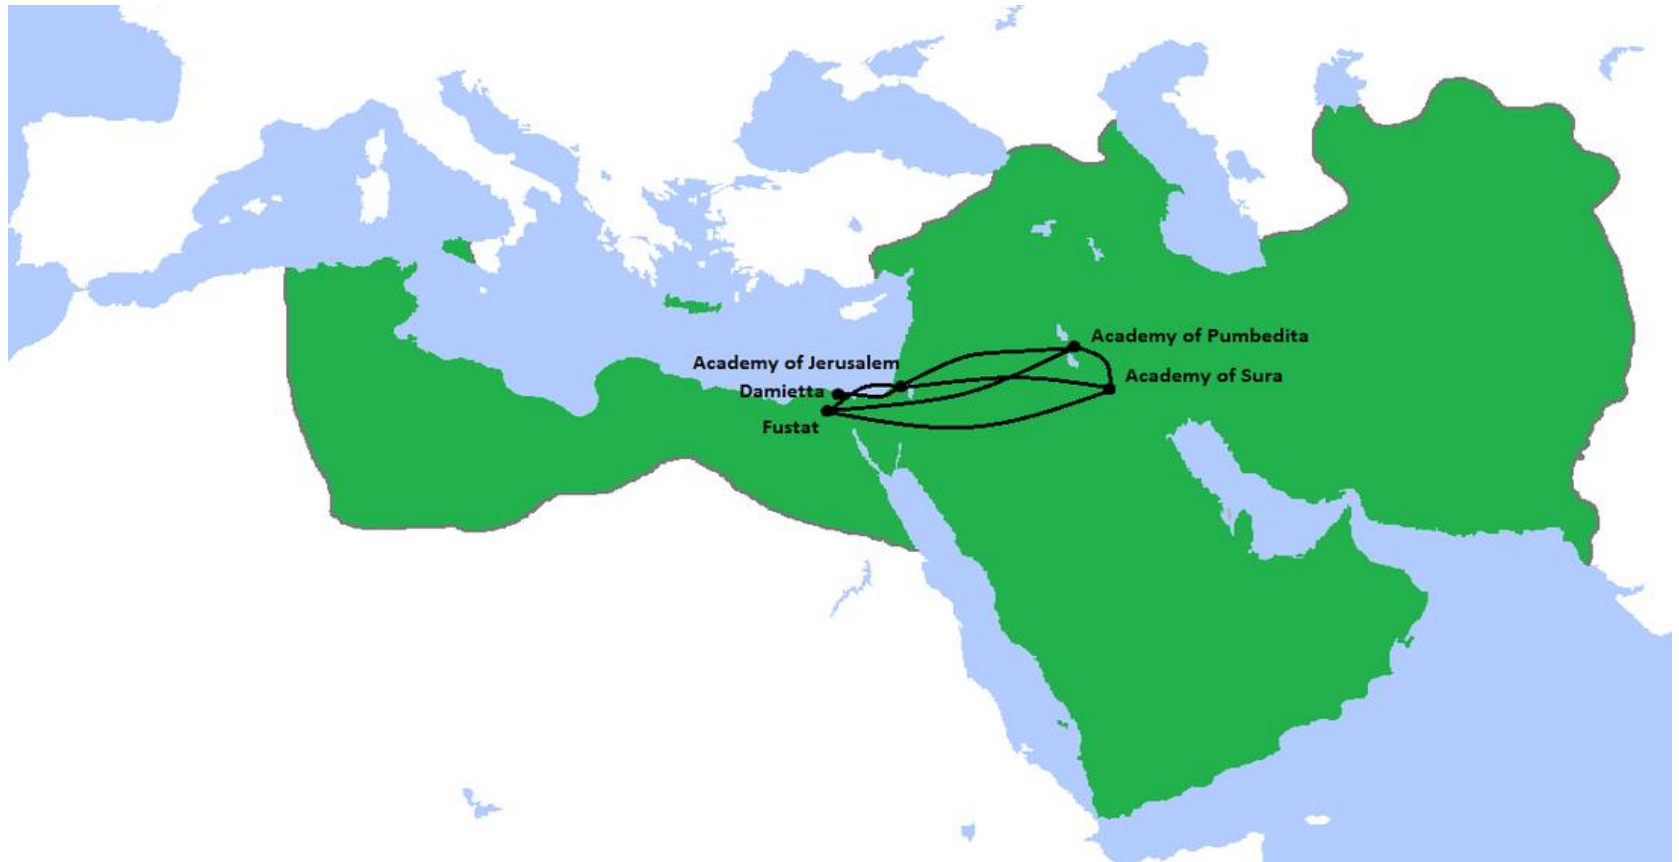 Academy of Pumbedita
Academy of Jerusalem
Academy of Sura
Damietta
Fustat